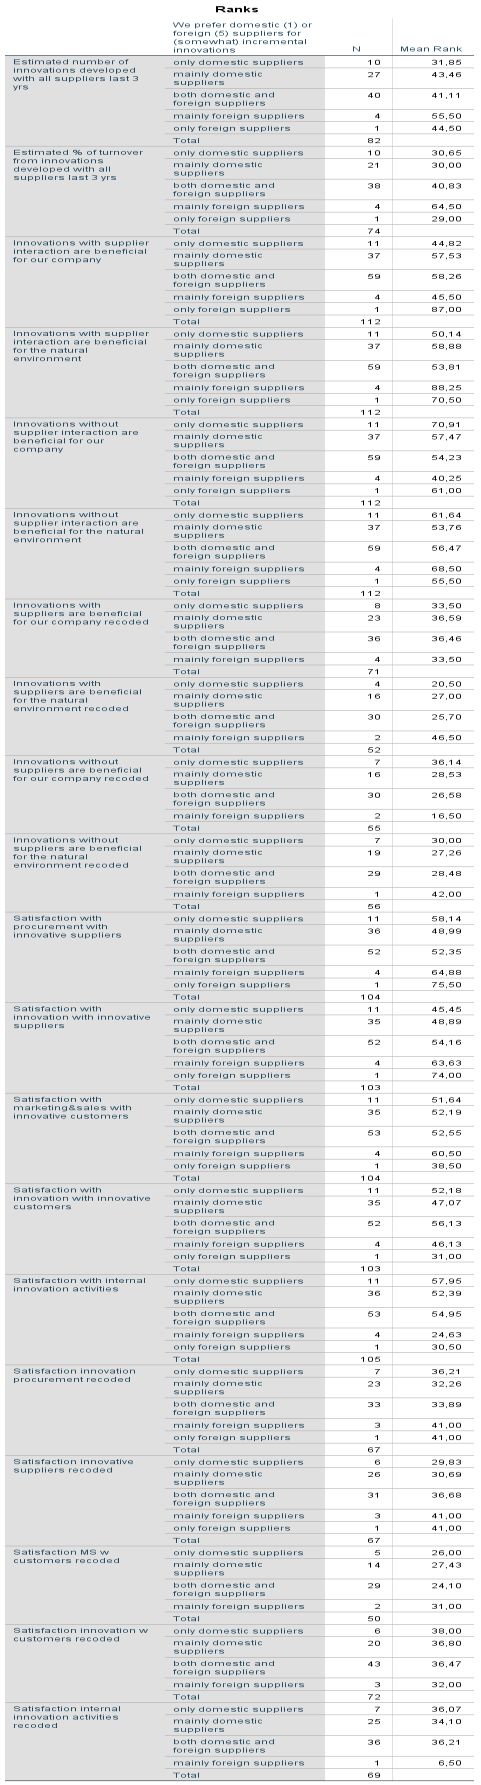 Ranks
We prefer domestic (1) or
foreign (5) suppliers for
(somewhat) incremental
innovations N Mean Rank
Estimated number of
innovations developed
with all suppliers last 3
yrs
only domestic suppliers 10 31,85
mainly domestic
suppliers 27 43,46
both domestic and
foreign suppliers 40 41,11
mainly foreign suppliers 4 55,50
only foreign suppliers 1 44,50
Total 82
Estimated % of turnover
from innovations
developed with all
suppliers last 3 yrs
only domestic suppliers 10 30,65
mainly domestic
suppliers 21 30,00
both domestic and
foreign suppliers 38 40,83
mainly foreign suppliers 4 64,50
only foreign suppliers 1 29,00
Total 74
Innovations with supplier
interaction are beneficial
for our company
only domestic suppliers 11 44,82
mainly domestic
suppliers 37 57,53
both domestic and
foreign suppliers 59 58,26
mainly foreign suppliers 4 45,50
only foreign suppliers 1 87,00
Total 112
Innovations with supplier
interaction are beneficial
for the natural
environment
only domestic suppliers 11 50,14
mainly domestic
suppliers 37 58,88
both domestic and
foreign suppliers 59 53,81
mainly foreign suppliers 4 88,25
only foreign suppliers 1 70,50
Total 112
Innovations without
supplier interaction are
beneficial for our
company
only domestic suppliers 11 70,91
mainly domestic
suppliers 37 57,47
both domestic and
foreign suppliers 59 54,23
mainly foreign suppliers 4 40,25
only foreign suppliers 1 61,00
Total 112
Innovations without
supplier interaction are
beneficial for the natural
environment
only domestic suppliers 11 61,64
mainly domestic
suppliers 37 53,76
both domestic and
foreign suppliers 59 56,47
mainly foreign suppliers 4 68,50
only foreign suppliers 1 55,50
Total 112
Innovations with
suppliers are beneficial
for our company recoded
only domestic suppliers 8 33,50
mainly domestic
suppliers 23 36,59
both domestic and
foreign suppliers 36 36,46
mainly foreign suppliers 4 33,50
Total 71
Innovations with
suppliers are beneficial
for the natural
environment recoded
only domestic suppliers 4 20,50
mainly domestic
suppliers 16 27,00
both domestic and
foreign suppliers 30 25,70
mainly foreign suppliers 2 46,50
Total 52
Innovations without
suppliers are beneficial
for our company recoded
only domestic suppliers 7 36,14
mainly domestic
suppliers 16 28,53
both domestic and
foreign suppliers 30 26,58
mainly foreign suppliers 2 16,50
Total 55
Innovations without
suppliers are beneficial
for the natural
environment recoded
only domestic suppliers 7 30,00
mainly domestic
suppliers 19 27,26
both domestic and
foreign suppliers 29 28,48
mainly foreign suppliers 1 42,00
Total 56
Satisfaction with
procurement with
innovative suppliers
only domestic suppliers 11 58,14
mainly domestic
suppliers 36 48,99
both domestic and
foreign suppliers 52 52,35
mainly foreign suppliers 4 64,88
only foreign suppliers 1 75,50
Total 104
Satisfaction with
innovation with innovative
suppliers
only domestic suppliers 11 45,45
mainly domestic
suppliers 35 48,89
both domestic and
foreign suppliers 52 54,16
mainly foreign suppliers 4 63,63
only foreign suppliers 1 74,00
Total 103
Satisfaction with
marketing&sales with
innovative customers
only domestic suppliers 11 51,64
mainly domestic
suppliers 35 52,19
both domestic and
foreign suppliers 53 52,55
mainly foreign suppliers 4 60,50
only foreign suppliers 1 38,50
Total 104
Satisfaction with
innovation with innovative
customers
only domestic suppliers 11 52,18
mainly domestic
suppliers 35 47,07
both domestic and
foreign suppliers 52 56,13
mainly foreign suppliers 4 46,13
only foreign suppliers 1 31,00
Total 103
Satisfaction with internal
innovation activities
only domestic suppliers 11 57,95
mainly domestic
suppliers 36 52,39
both domestic and
foreign suppliers 53 54,95
mainly foreign suppliers 4 24,63
only foreign suppliers 1 30,50
Total 105
Satisfaction innovation
procurement recoded
only domestic suppliers 7 36,21
mainly domestic
suppliers 23 32,26
both domestic and
foreign suppliers 33 33,89
mainly foreign suppliers 3 41,00
only foreign suppliers 1 41,00
Total 67
Satisfaction innovative
suppliers recoded
only domestic suppliers 6 29,83
mainly domestic
suppliers 26 30,69
both domestic and
foreign suppliers 31 36,68
mainly foreign suppliers 3 41,00
only foreign suppliers 1 41,00
Total 67
Satisfaction MS w
customers recoded
only domestic suppliers 5 26,00
mainly domestic
suppliers 14 27,43
both domestic and
foreign suppliers 29 24,10
mainly foreign suppliers 2 31,00
Total 50
Satisfaction innovation w
customers recoded
only domestic suppliers 6 38,00
mainly domestic
suppliers 20 36,80
both domestic and
foreign suppliers 43 36,47
mainly foreign suppliers 3 32,00
Total 72
Satisfaction internal
innovation activities
recoded
only domestic suppliers 7 36,07
mainly domestic
suppliers 25 34,10
both domestic and
foreign suppliers 36 36,21
mainly foreign suppliers 1 6,50
Total 69